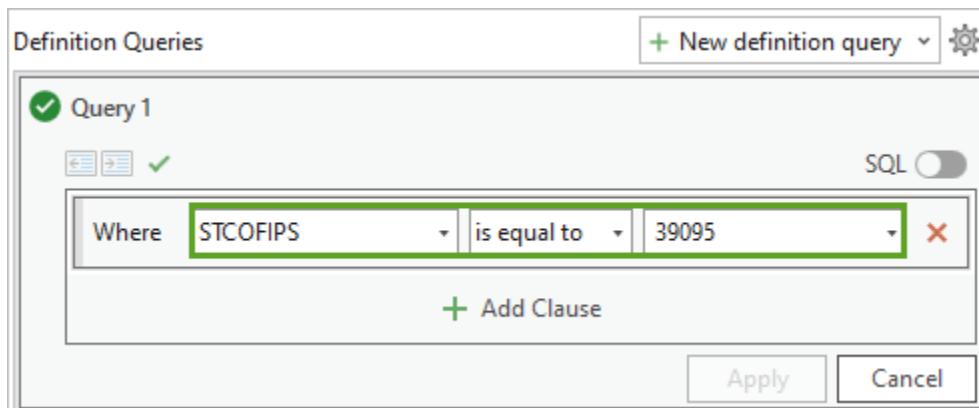 Definition Queries + New definition query
Query 1
SQL
Where STCOFIPS is equal to 39095
+ Add Clause
Apply Cancel